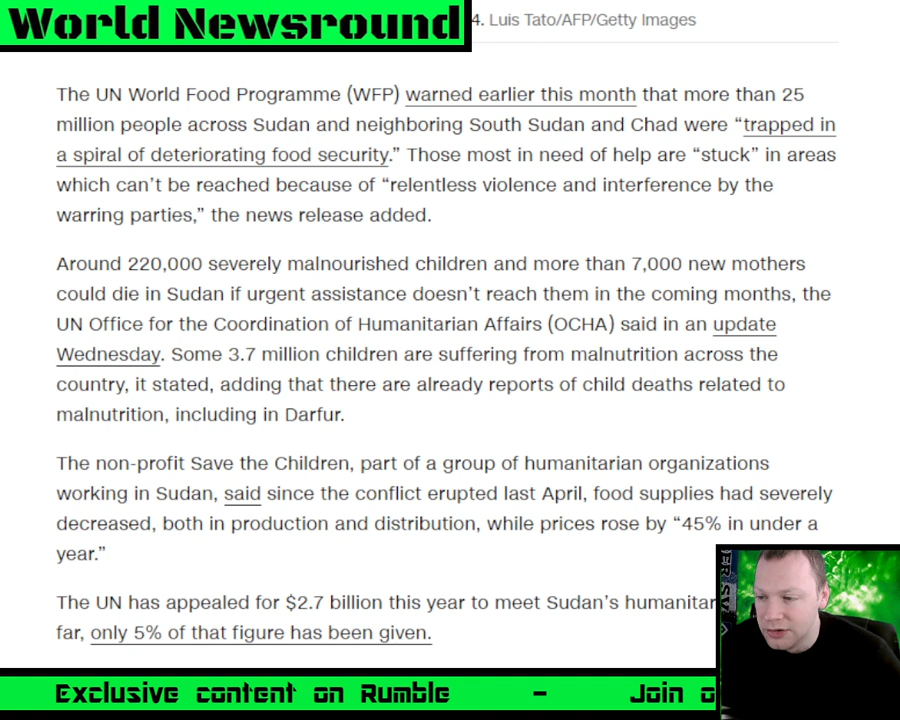 World Newsround
4. Luis Tato/AFP/Getty Images
The UN World Food Programme (WFP) warned earlier this month that more than 25
million people across Sudan and neighboring South Sudan and Chad were “trapped in
a spiral of deteriorating food security.” Those most in need of help are “stuck” in areas
which can’t be reached because of “relentless violence and interference by the
warring parties,” the news release added.
Around 220,000 severely malnourished children and more than 7,000 new mothers
could die in Sudan if urgent assistance doesn’t reach them in the coming months, the
UN Office for the Coordination of Humanitarian Affairs (OCHA) said in an update
Wednesday. Some 3.7 million children are suffering from malnutrition across the
country, it stated, adding that there are already reports of child deaths related to
malnutrition, including in Darfur.
The non-profit Save the Children, part of a group of humanitarian organizations
working in Sudan, said since the conflict erupted last April, food supplies had severely
decreased, both in production and distribution, while prices rose by “45% in under a
year.”
The UN has appealed for $2.7 billion this year to meet Sudan’s humanitar
far, only 5% of that figure has been given.
Exclusive content on Rumble - Join o